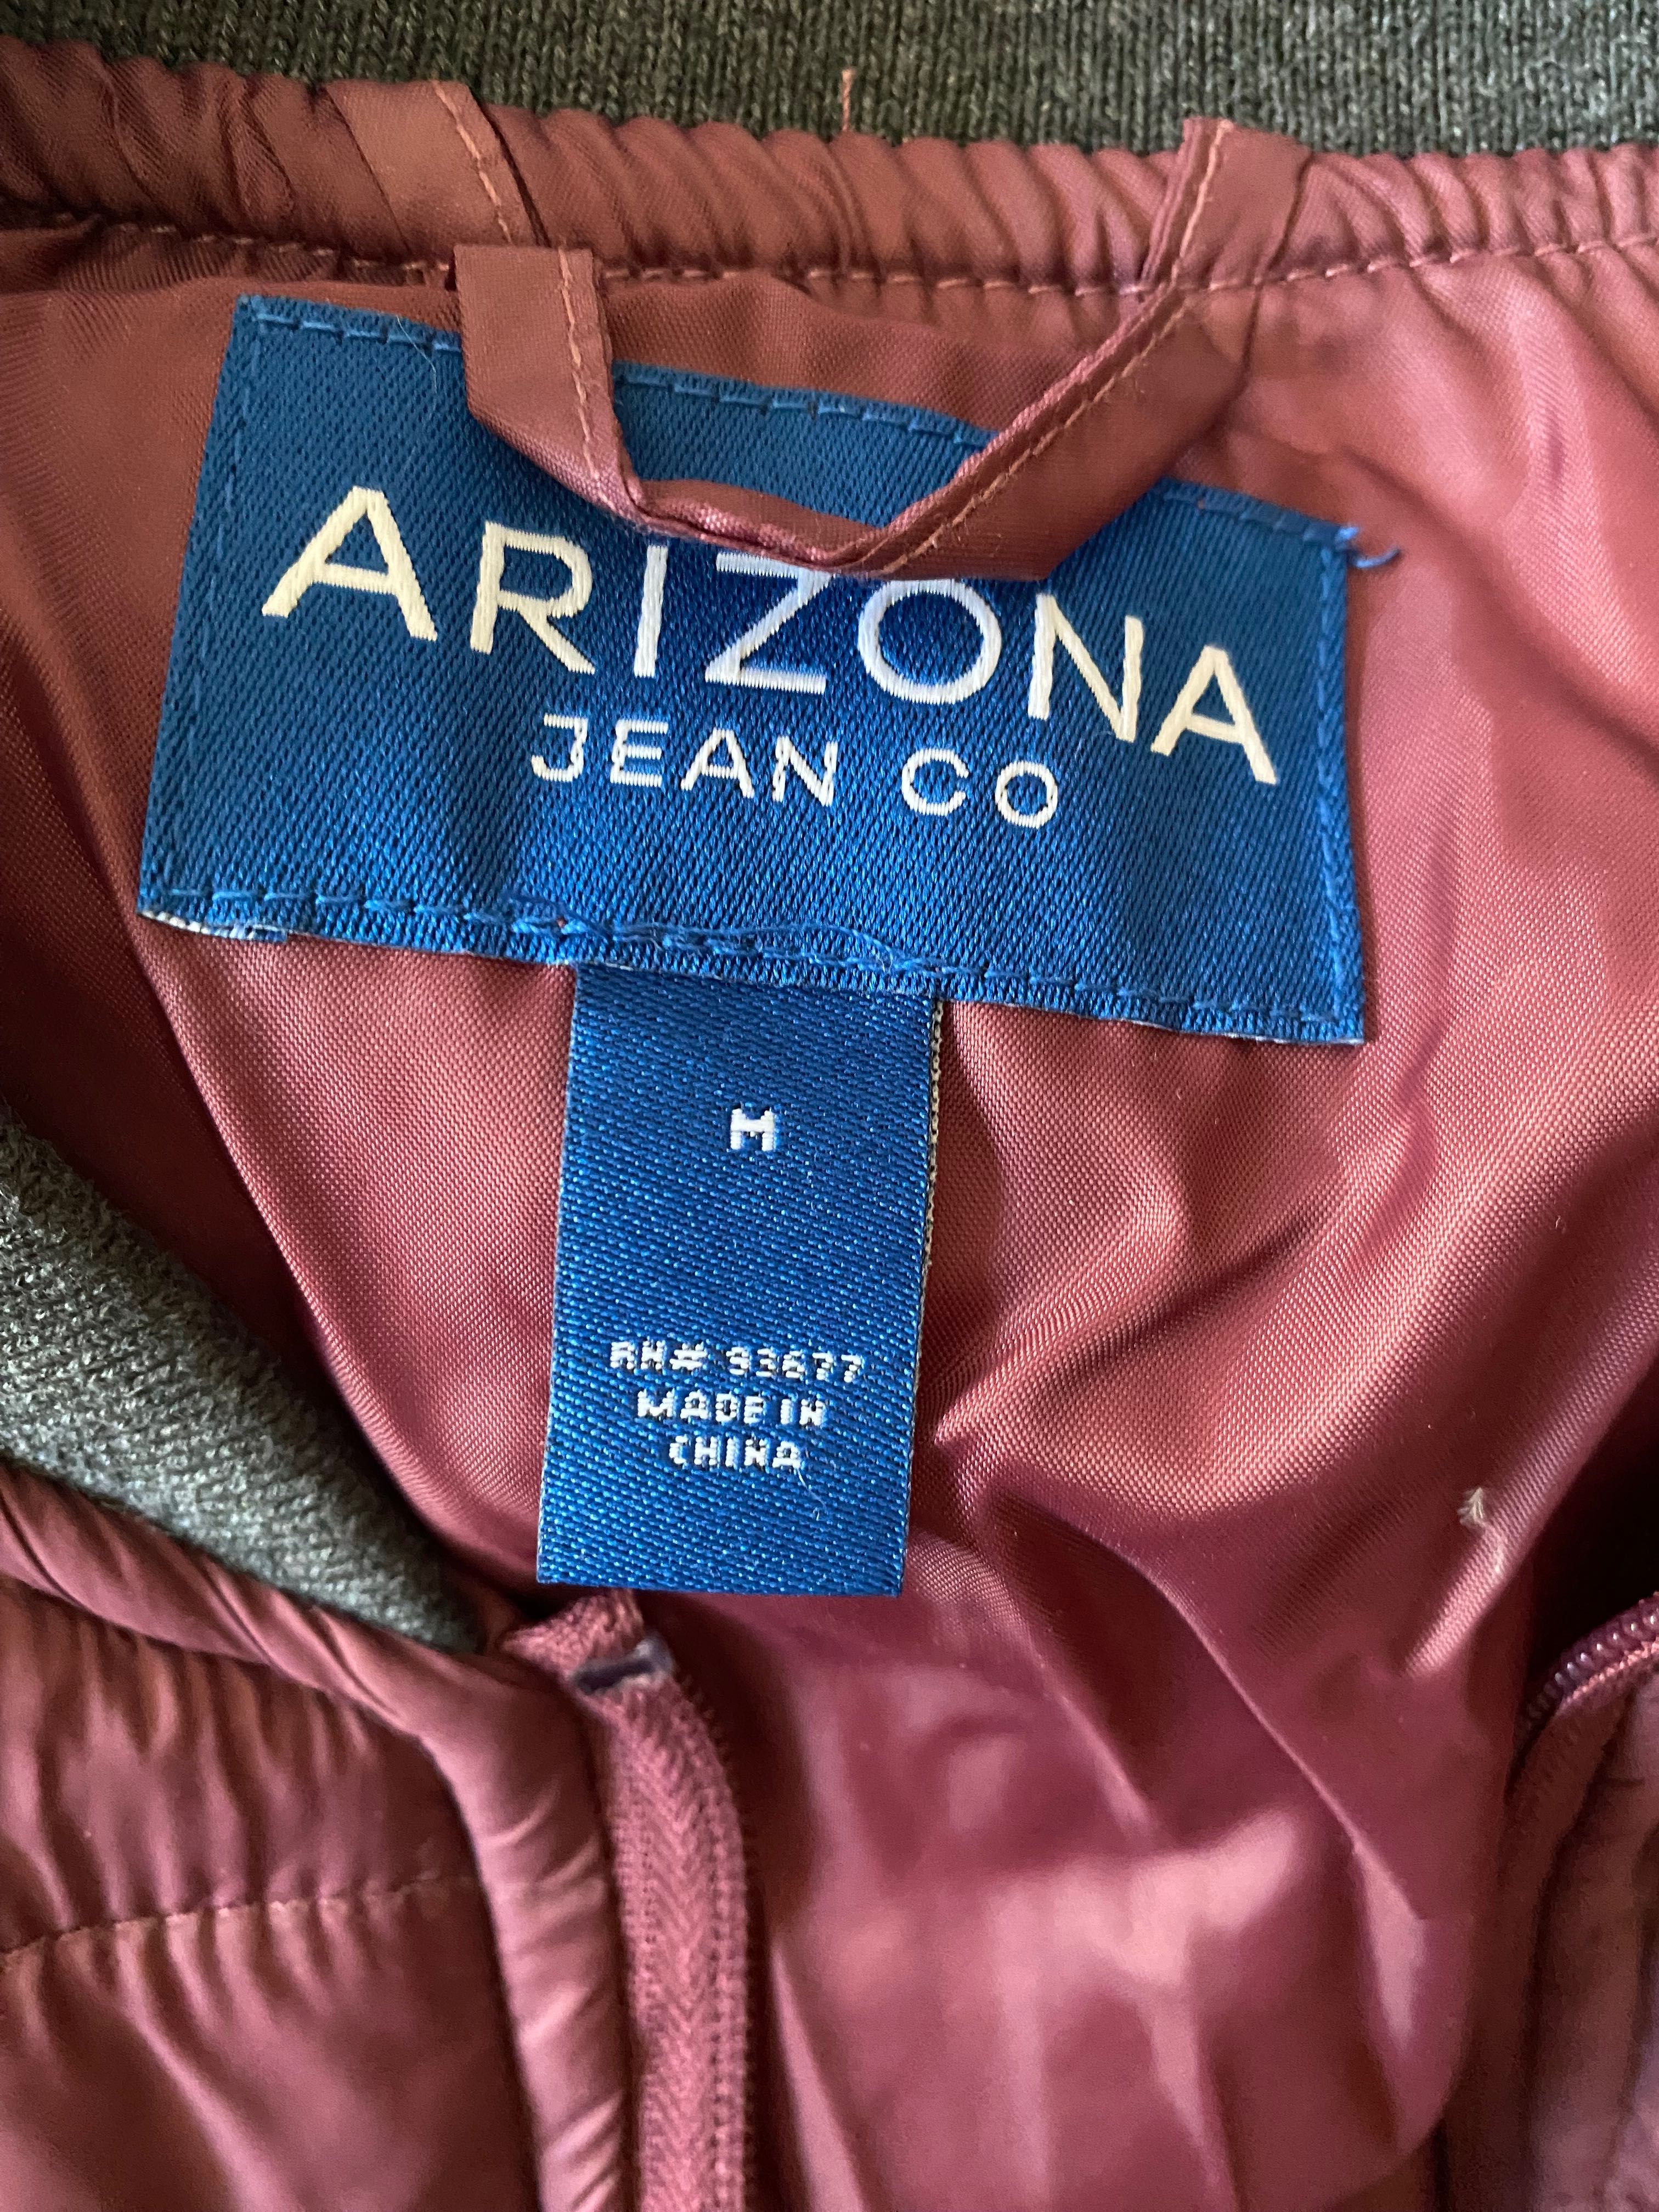 ARIZONA
JEAN CO
M
RN# 93677
MADE IN
CHINA